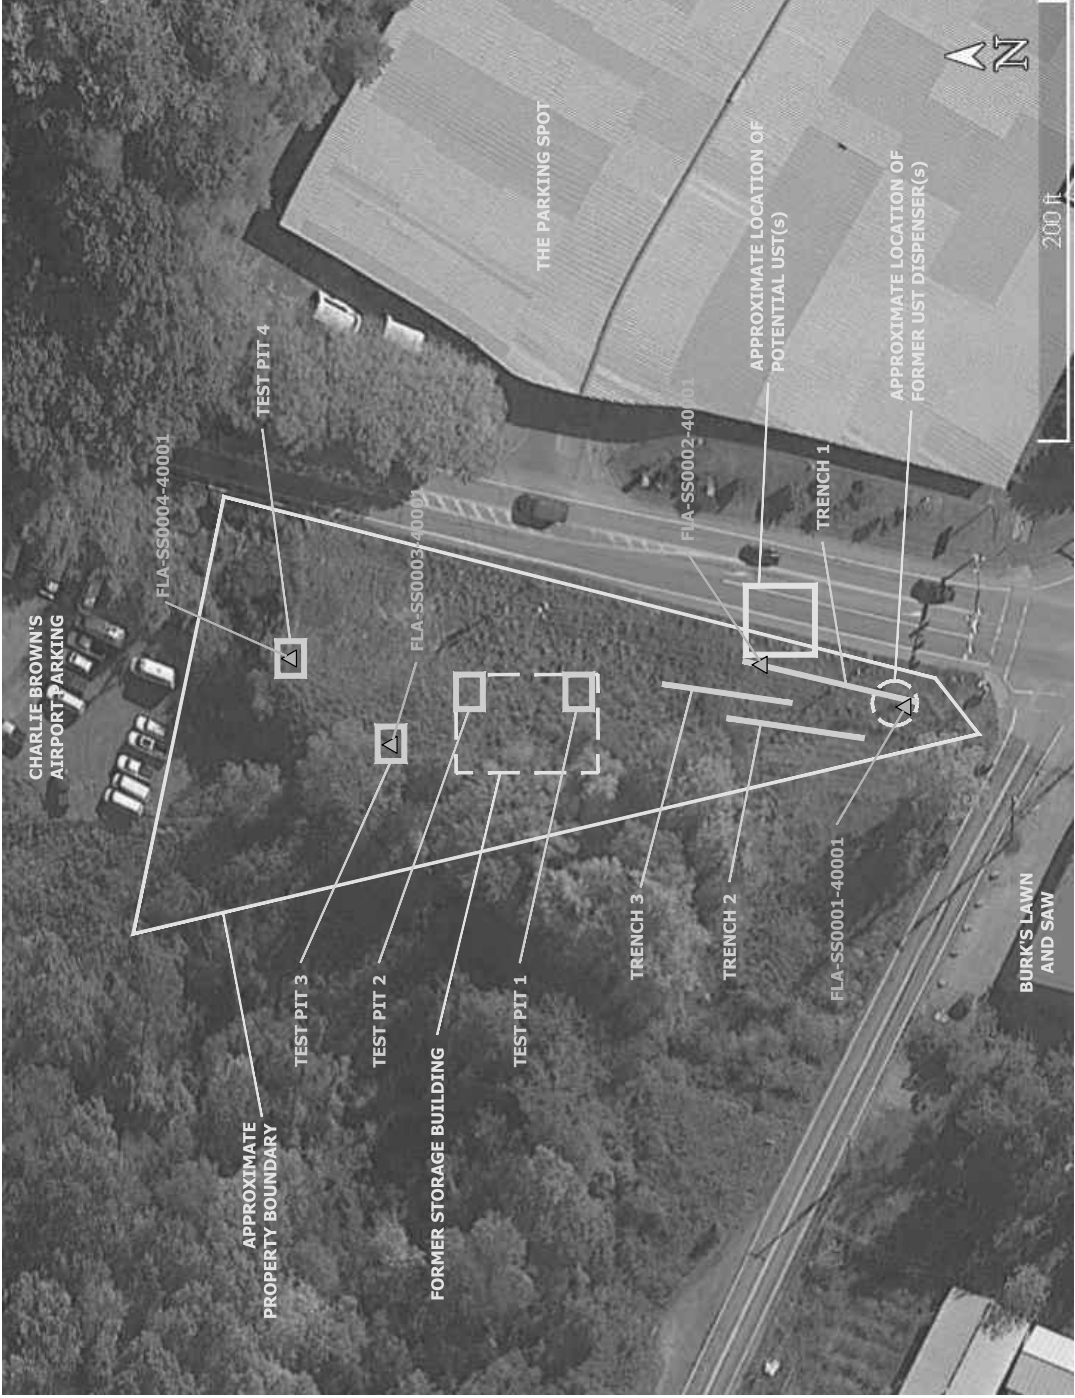 CHARLIE BROWN'S
AIRPORT PARKING
FLA-SS0004-40001
TEST PIT 4
FLA-SS0003-40001
THE PARKING SPOT
N
200 ft
APPROXIMATE LOCATION OF
POTENTIAL UST(s)
APPROXIMATE LOCATION OF
FORMER UST DISPENSER(s)
FLA-SS0002-40001
TRENCH 1
APPROXIMATE
PROPERTY BOUNDARY
TEST PIT 3
TEST PIT 2
FORMER STORAGE BUILDING
TEST PIT 1
TRENCH 3
TRENCH 2
FLA-SS0001-40001
BURK'S LAWN
AND SAW